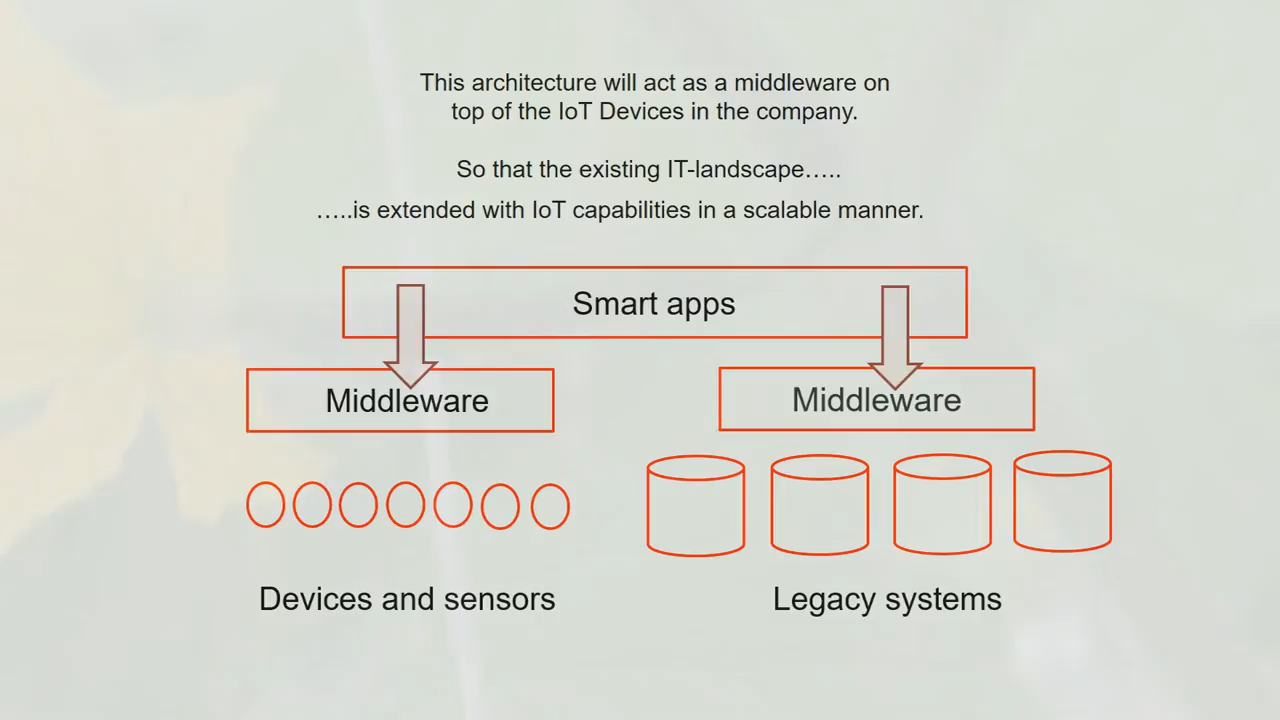 This architecture will act as a middleware on
top of the IoT Devices in the company.
So that the existing IT-landscape…..
…..is extended with IoT capabilities in a scalable manner.
Smart apps
Middleware
Middleware
Devices and sensors
Legacy systems